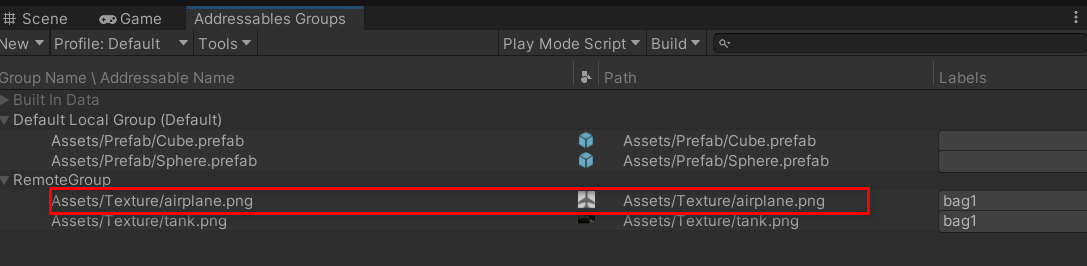 Scene Game Addressables Groups
New Profile: Default Tools Play Mode Script Build
Group Name \ Addressable Name Path Labels
Built In Data
Default Local Group (Default)
Assets/Prefab/Cube.prefab Assets/Prefab/Cube.prefab
Assets/Prefab/Sphere.prefab Assets/Prefab/Sphere.prefab
RemoteGroup
Assets/Texture/airplane.png Assets/Texture/airplane.png bag1
Assets/Texture/tank.png Assets/Texture/tank.png bag1